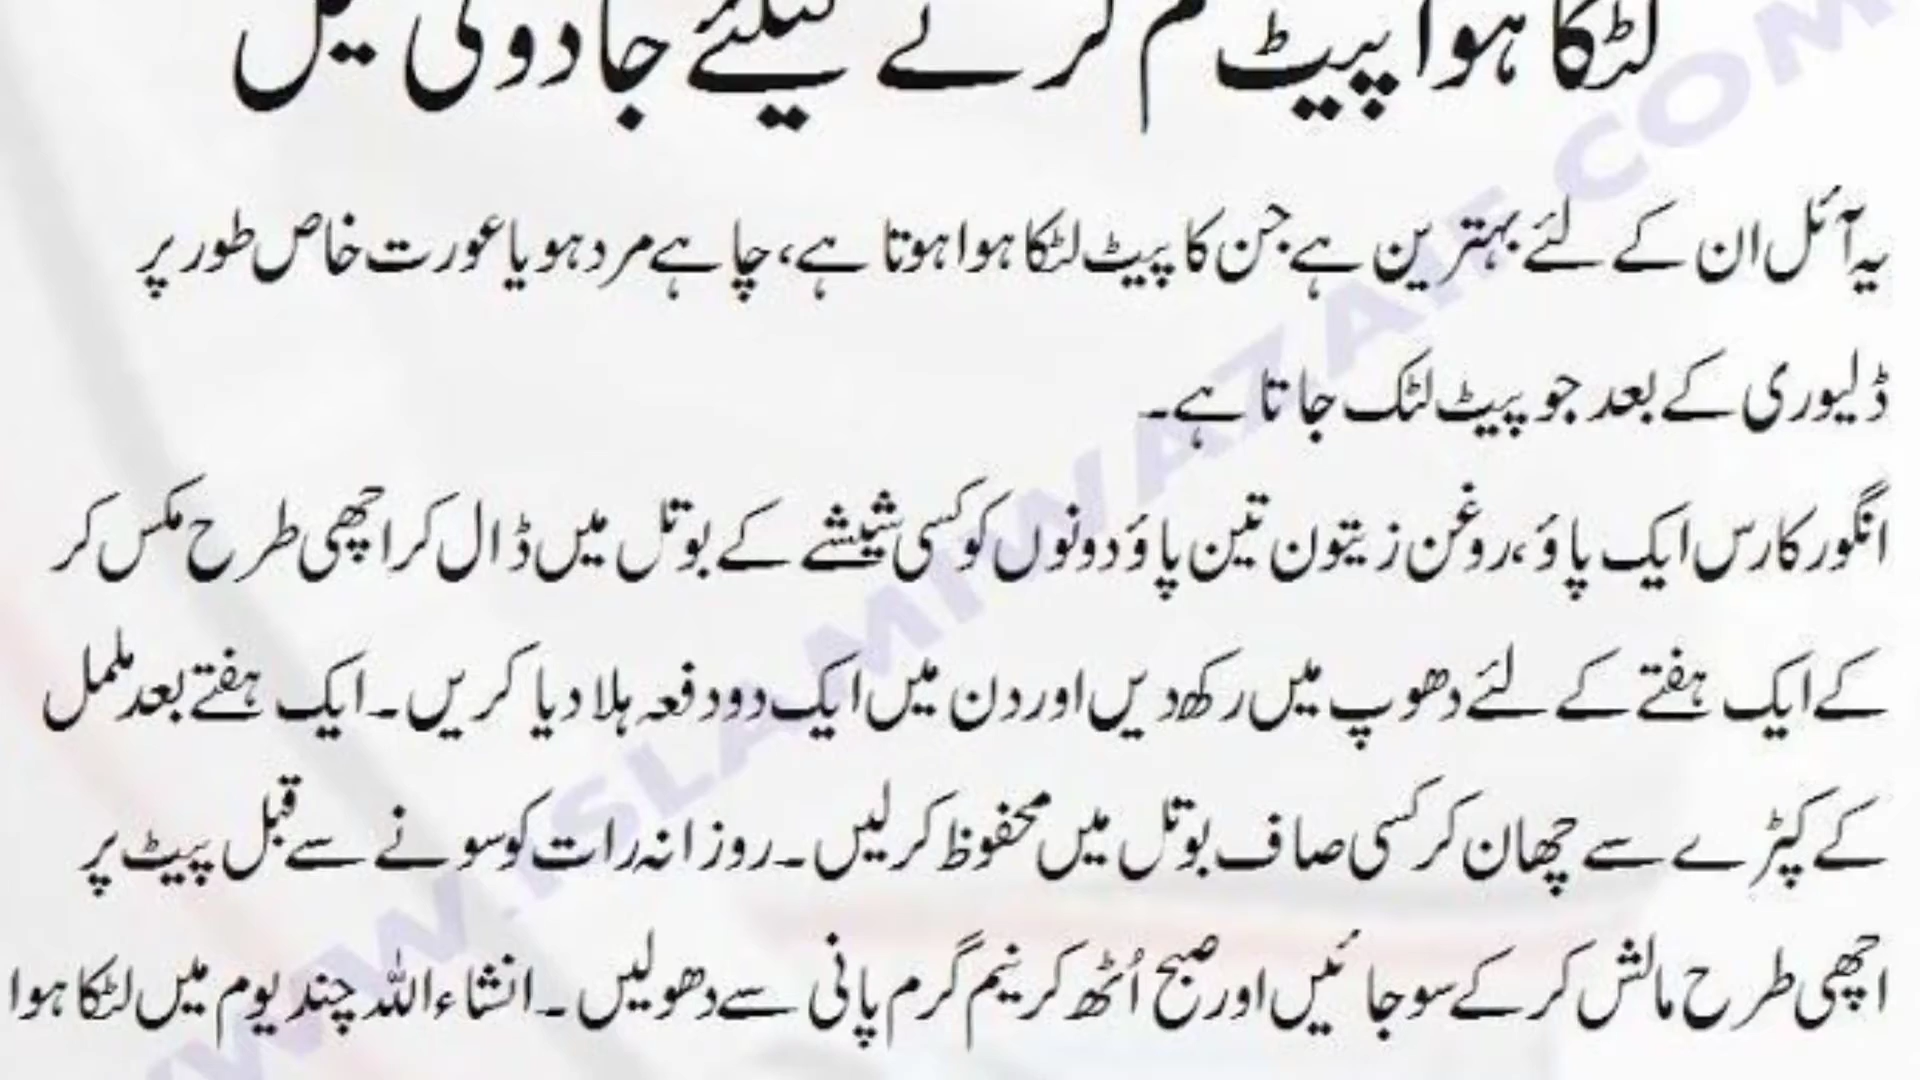 لٹکا ہوا پیٹ کم کرنے کیلئے جادوئی تیل
یہ آئل ان کے لئے بہترین ہے جن کا پیٹ لٹکا ہوا ہوتا ہے، چاہے مرد ہو یا عورت خاص طور پر
ڈلیوری کے بعد جو پیٹ لٹک جاتا ہے۔
انگور کا رس ایک پاؤ، روغن زیتون تین پاؤ دونوں کو کسی شیشے کے بوتل میں ڈال کر اچھی طرح مکس کر
کے ایک ہفتے کے لئے دھوپ میں رکھ دیں اور دن میں ایک دو دفعہ ہلا دیا کریں۔ ایک ہفتے بعد ململ
کے کپڑے سے چھان کر کسی صاف بوتل میں محفوظ کر لیں۔ روزانہ رات کو سونے سے قبل پیٹ پر
اچھی طرح مالش کر کے سو جائیں اور صبح اُٹھ کر نیم گرم پانی سے دھولیں۔ انشاءاللہ چند یوم میں لٹکا ہوا
WWW.ISLAMIWAZAIF.COM